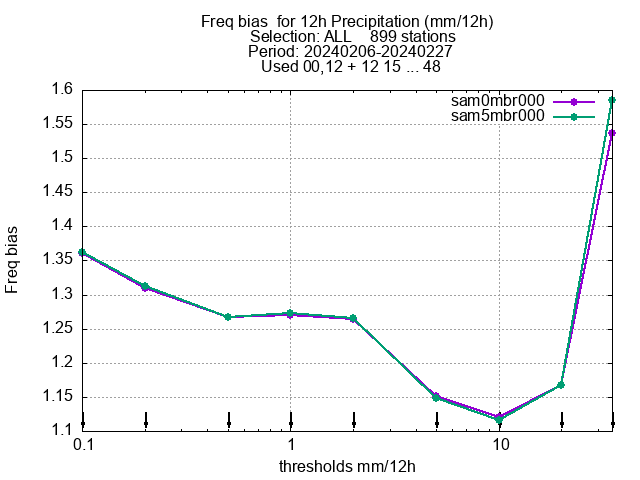 Freq bias  for 12h Precipitation (mm/12h)
Selection: ALL    899 stations
Period: 20240206-20240227
Used 00,12 + 12 15 ... 48
sam0mbr000
sam5mbr000
1.6
1.55
1.5
1.45
1.4
1.35
1.3
1.25
1.2
1.15
1.1
Freq bias
0.1 1 10
thresholds mm/12h